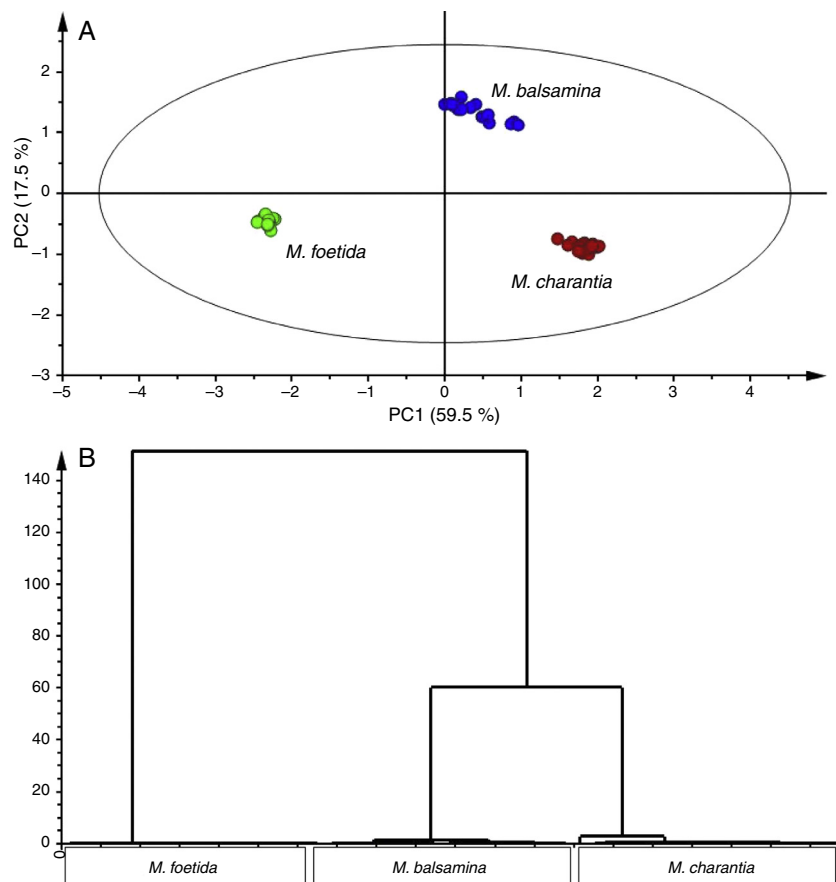 A
PC2 (17.5 %)
2
1
0
–1
–2
–3
M. balsamina
M. foetida
M. charantia
–5 –4 –3 –2 –1 0 1 2 3 4
PC1 (59.5 %)
B
140
120
100
80
60
40
20
0
0
M. foetida M. balsamina M. charantia